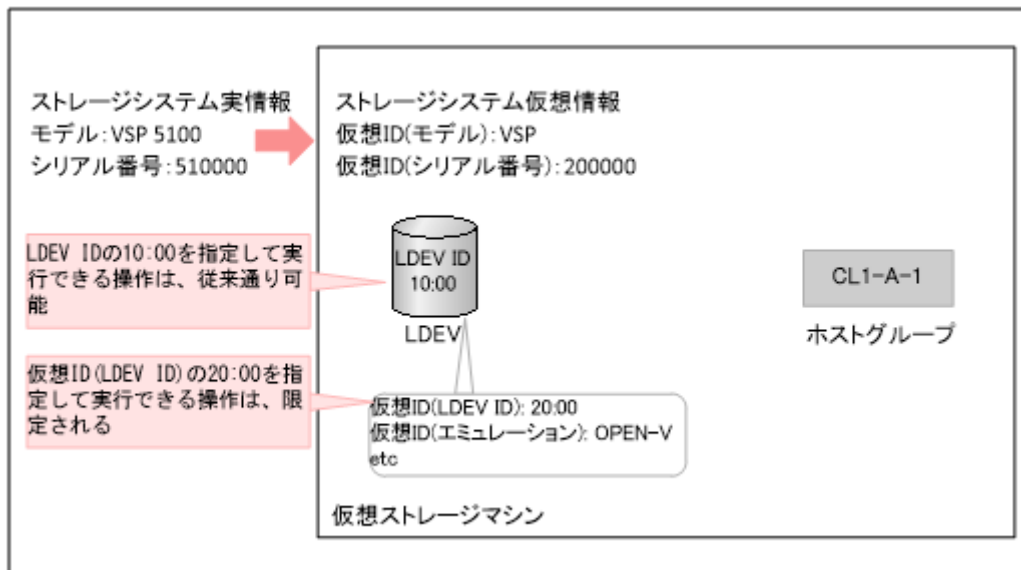 ストレージシステム実情報
モデル:VSP 5100
シリアル番号:510000
ストレージシステム仮想情報
仮想ID(モデル):VSP
仮想ID(シリアル番号):200000
LDEV IDの10:00を指定して実
行できる操作は、従来通り可
能
LDEV ID
10:00
LDEV
CL1-A-1
ホストグループ
仮想ID(LDEV ID)の20:00を指
定して実行できる操作は、限
定される
仮想ID(LDEV ID): 20:00
仮想ID(エミュレーション): OPEN-V
etc
仮想ストレージマシン